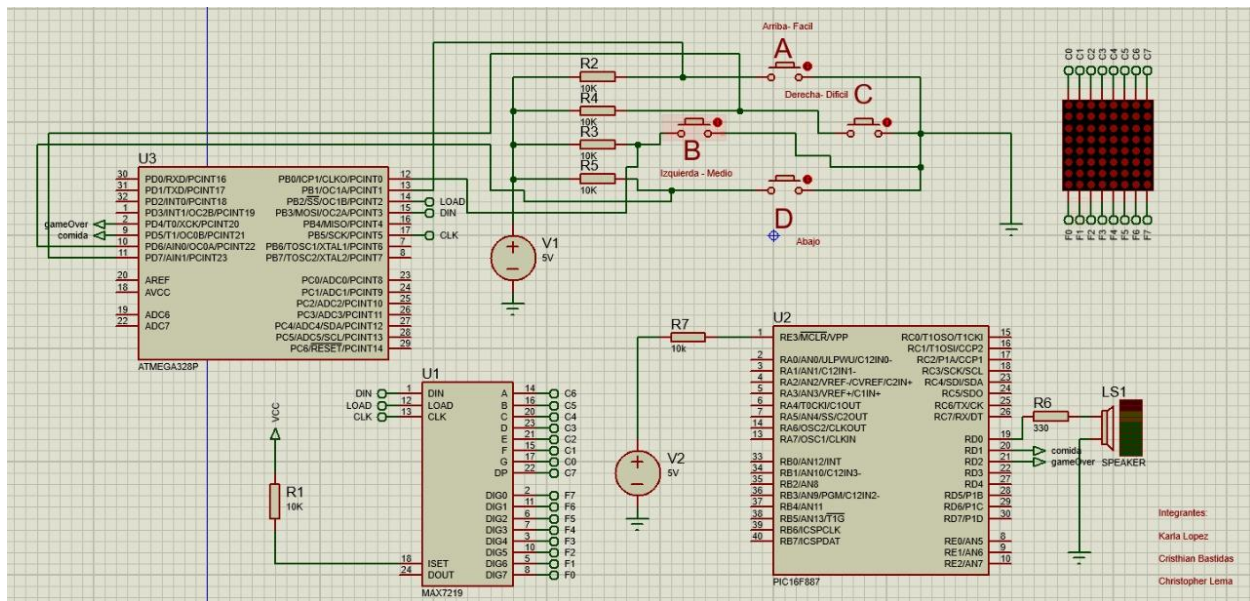 Arriba- Facil
A
R2
10K
Derecha- Dificil C
R4
10K
R3
10K
B
Izquierda - Medio
R5
10K
D
Abajo
V1
5V
C0 C1 C2 C3 C4 C5 C6 C7
F0 F1 F2 F3 F4 F5 F6 F7
U3
30 PD0/RXD/PCINT16
31 PD1/TXD/PCINT17
32 PD2/INT0/PCINT18
1 PD3/INT1/OC2B/PCINT19
gameOver 2 PD4/T0/XCK/PCINT20
comida 9 PD5/T1/OC0B/PCINT21
10 PD6/AIN0/OC0A/PCINT22
11 PD7/AIN1/PCINT23
20 AREF
18 AVCC
19 ADC6
22 ADC7
PB0/ICP1/CLKO/PCINT0 12
PB1/OC1A/PCINT1 13
PB2/SS/OC1B/PCINT2 14 LOAD
PB3/MOSI/OC2A/PCINT3 15 DIN
PB4/MISO/PCINT4 16
PB5/SCK/PCINT5 17 CLK
PB6/TOSC1/XTAL1/PCINT6 7
PB7/TOSC2/XTAL2/PCINT7 8
PC0/ADC0/PCINT8 23
PC1/ADC1/PCINT9 24
PC2/ADC2/PCINT10 25
PC3/ADC3/PCINT11 26
PC4/ADC4/SDA/PCINT12 27
PC5/ADC5/SCL/PCINT13 28
PC6/RESET/PCINT14 29
ATMEGA328P
VCC
R1
10K
U1
DIN 1 DIN
LOAD 12 LOAD
CLK 13 CLK
18 ISET
24 DOUT
A 14 C6
B 16 C5
C 20 C4
D 23 C3
E 21 C2
F 15 C1
G 17 C0
DP 22 C7
DIG0 2 F7
DIG1 11 F6
DIG2 6 F5
DIG3 7 F4
DIG4 3 F3
DIG5 10 F2
DIG6 5 F1
DIG7 8 F0
MAX7219
R7
10k
V2
5V
U2
1 RE3/MCLR/VPP
2 RA0/AN0/ULPWU/C12IN0-
3 RA1/AN1/C12IN1-
4 RA2/AN2/VREF-/CVREF/C2IN+
5 RA3/AN3/VREF+/C1IN+
6 RA4/T0CKI/C1OUT
7 RA5/AN4/SS/C2OUT
14 RA6/OSC2/CLKOUT
13 RA7/OSC1/CLKIN
33 RB0/AN12/INT
34 RB1/AN10/C12IN3-
35 RB2/AN8
36 RB3/AN9/PGM/C12IN2-
37 RB4/AN11
38 RB5/AN13/T1G
39 RB6/ICSPCLK
40 RB7/ICSPDAT
RC0/T1OSO/T1CKI 15
RC1/T1OSI/CCP2 16
RC2/P1A/CCP1 17
RC3/SCK/SCL 18
RC4/SDI/SDA 23
RC5/SDO 24
RC6/TX/CK 25
RC7/RX/DT 26
RD0 19
RD1 20 comida
RD2 21 gameOver
RD3 22
RD4 27
RD5/P1B 28
RD6/P1C 29
RD7/P1D 30
RE0/AN5 8
RE1/AN6 9
RE2/AN7 10
PIC16F887
R6
330
LS1
SPEAKER
Integrantes:
Karla Lopez
Cristhian Bastidas
Christopher Lema